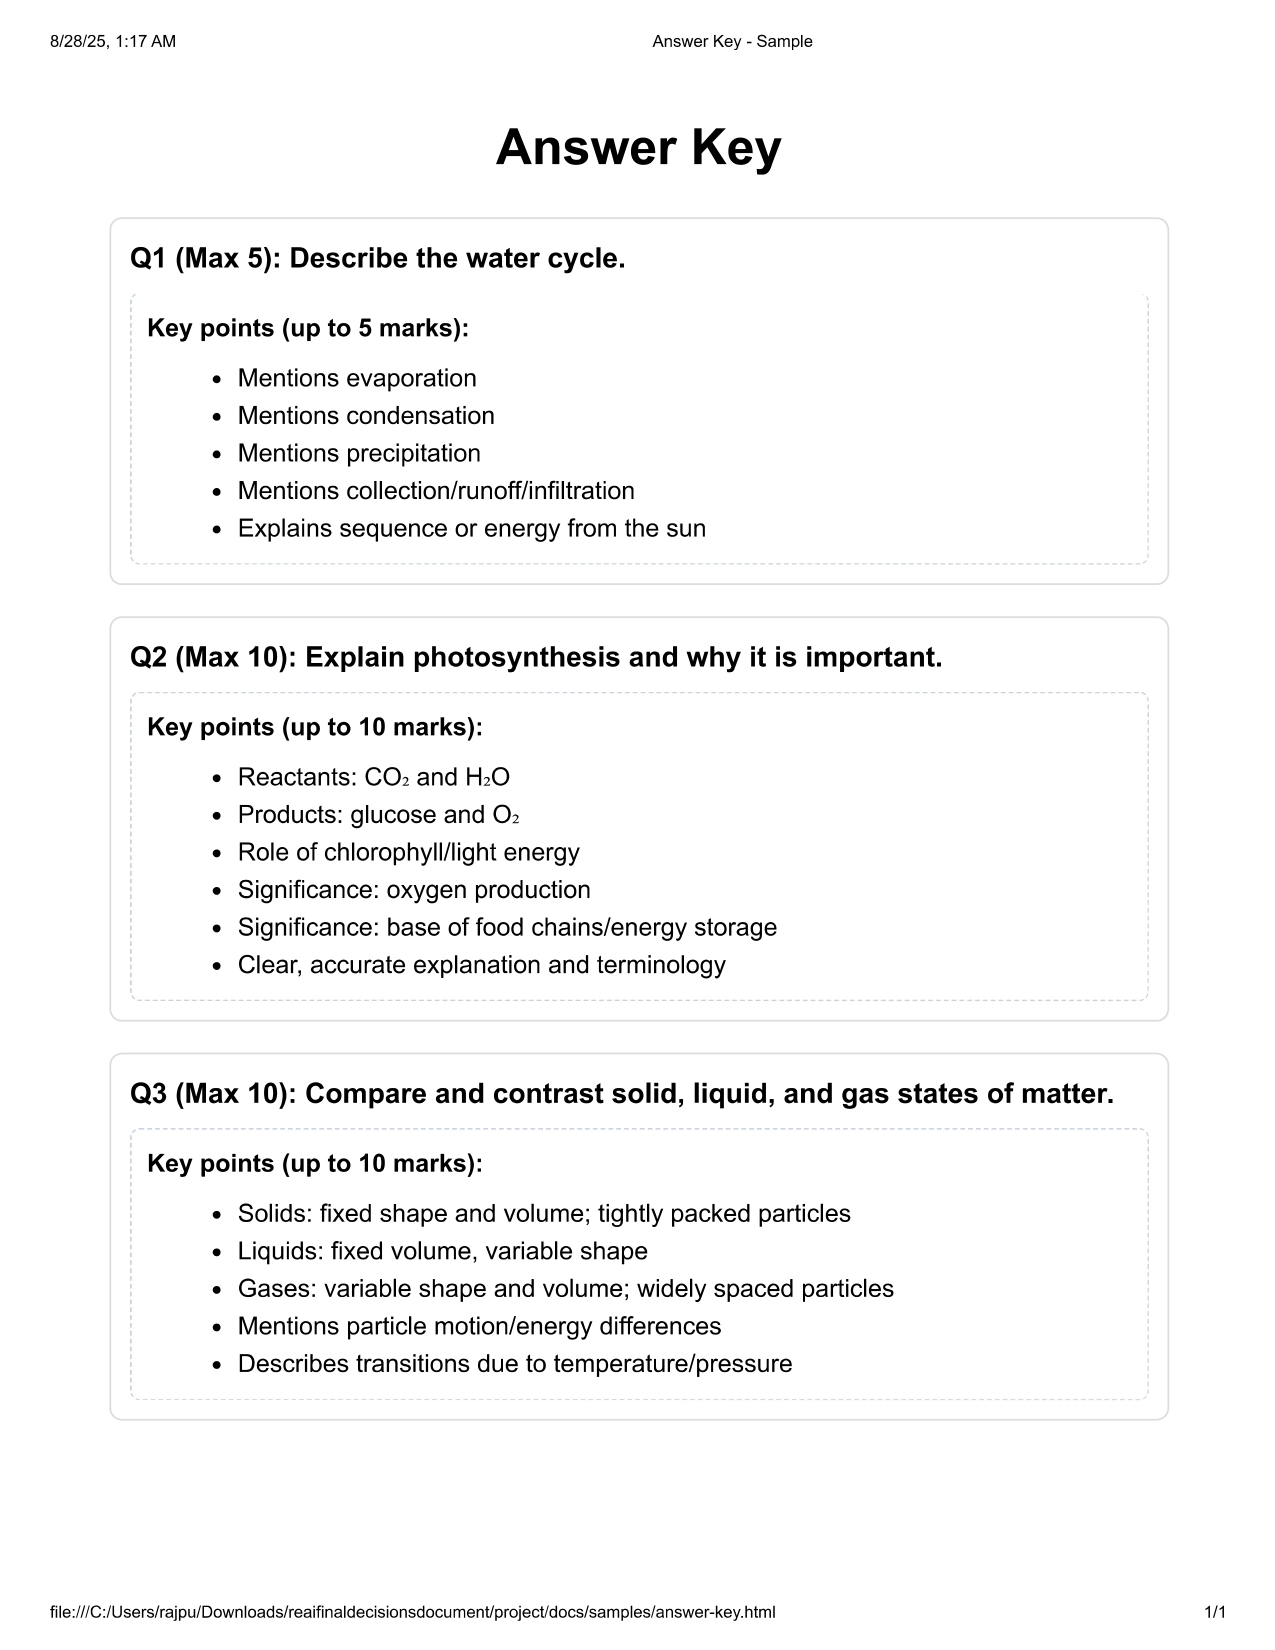 8/28/25, 1:17 AM
Answer Key - Sample
Answer Key
Q1 (Max 5): Describe the water cycle.
Key points (up to 5 marks):
• Mentions evaporation
• Mentions condensation
• Mentions precipitation
• Mentions collection/runoff/infiltration
• Explains sequence or energy from the sun
Q2 (Max 10): Explain photosynthesis and why it is important.
Key points (up to 10 marks):
• Reactants: CO₂ and H₂O
• Products: glucose and O₂
• Role of chlorophyll/light energy
• Significance: oxygen production
• Significance: base of food chains/energy storage
• Clear, accurate explanation and terminology
Q3 (Max 10): Compare and contrast solid, liquid, and gas states of matter.
Key points (up to 10 marks):
• Solids: fixed shape and volume; tightly packed particles
• Liquids: fixed volume, variable shape
• Gases: variable shape and volume; widely spaced particles
• Mentions particle motion/energy differences
• Describes transitions due to temperature/pressure
file:///C:/Users/rajpu/Downloads/reaifinaldecisionsdocument/project/docs/samples/answer-key.html
1/1